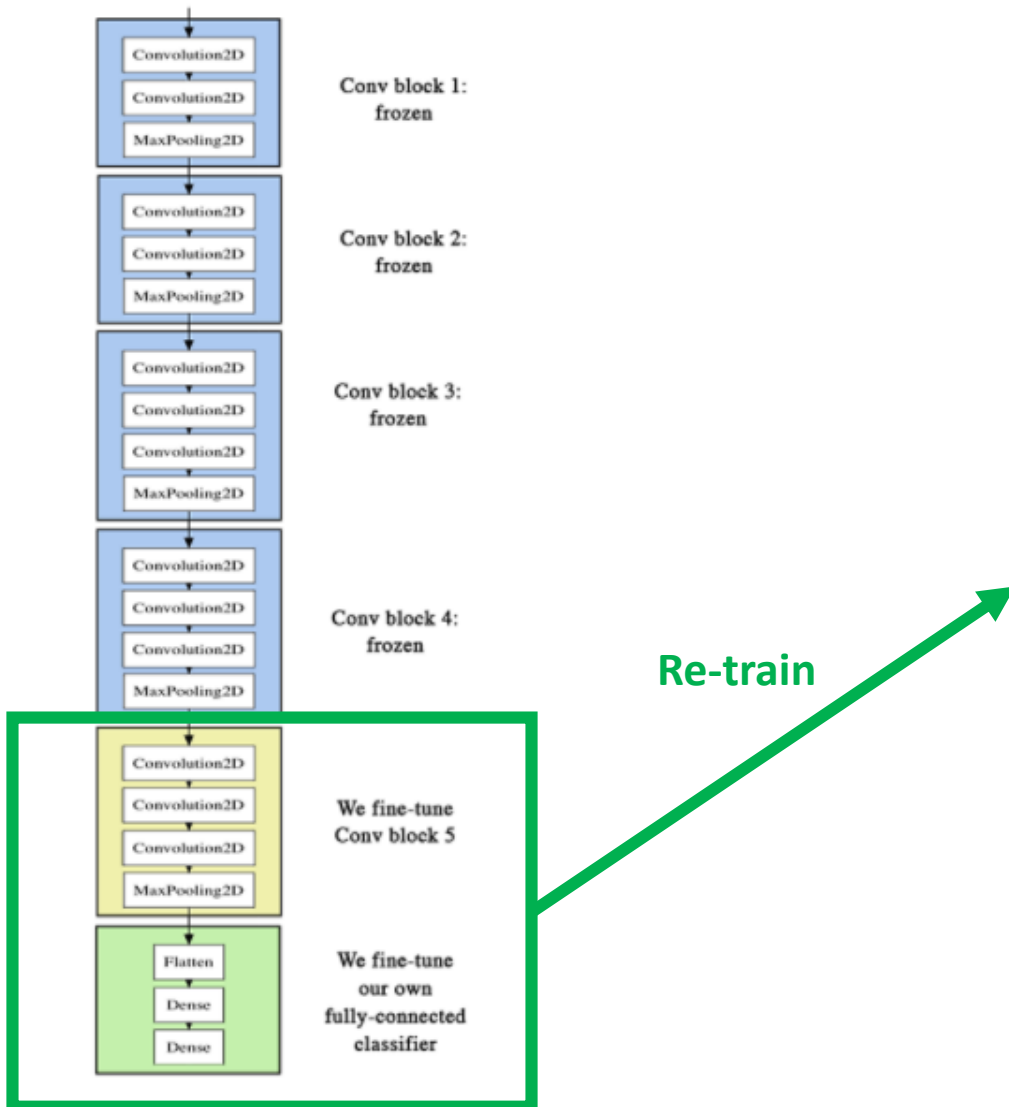 Convolution2D
Convolution2D
MaxPooling2D
Conv block 1:
frozen
Convolution2D
Convolution2D
MaxPooling2D
Conv block 2:
frozen
Convolution2D
Convolution2D
Convolution2D
MaxPooling2D
Conv block 3:
frozen
Convolution2D
Convolution2D
Convolution2D
MaxPooling2D
Conv block 4:
frozen
Re-train
Convolution2D
Convolution2D
Convolution2D
MaxPooling2D
We fine-tune
Conv block 5
Flatten
Dense
Dense
We fine-tune
our own
fully-connected
classifier